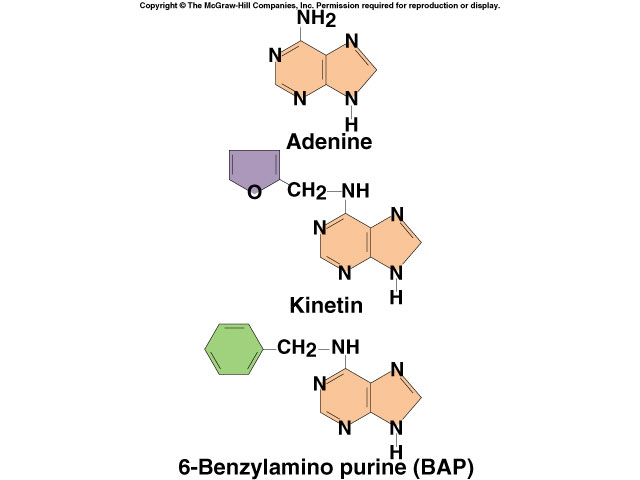 Copyright © The McGraw-Hill Companies, Inc. Permission required for reproduction or display.
NH2
N N
N N
H
Adenine
O CH2 NH
N N
N N
H
Kinetin
CH2 NH
N N
N N
H
6-Benzylamino purine (BAP)